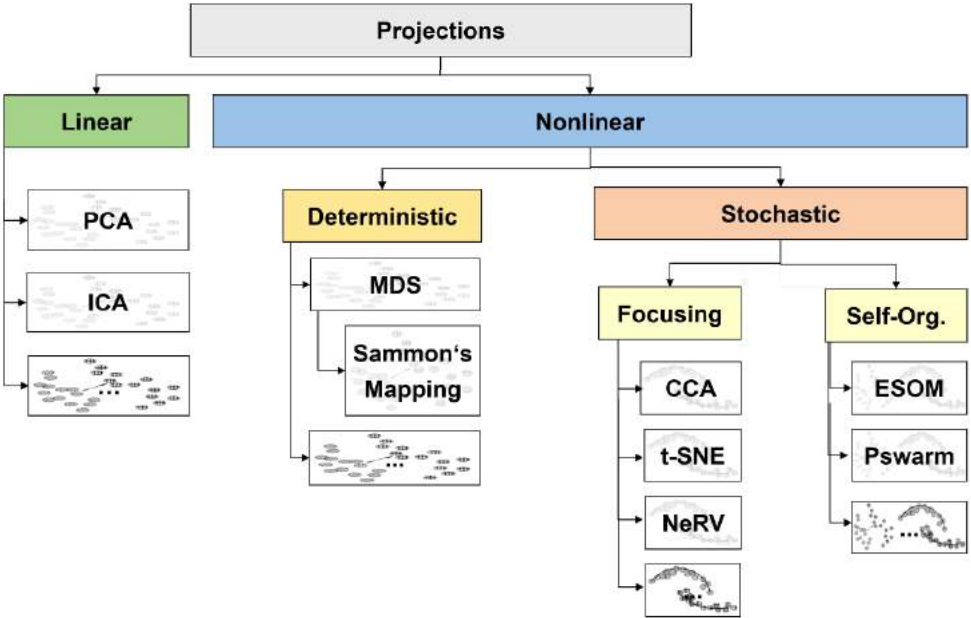 Projections
Linear
Nonlinear
PCA
ICA
...
Deterministic
MDS
Sammon‘s
Mapping
...
Stochastic
Focusing
CCA
t-SNE
NeRV
...
Self-Org.
ESOM
Pswarm
...